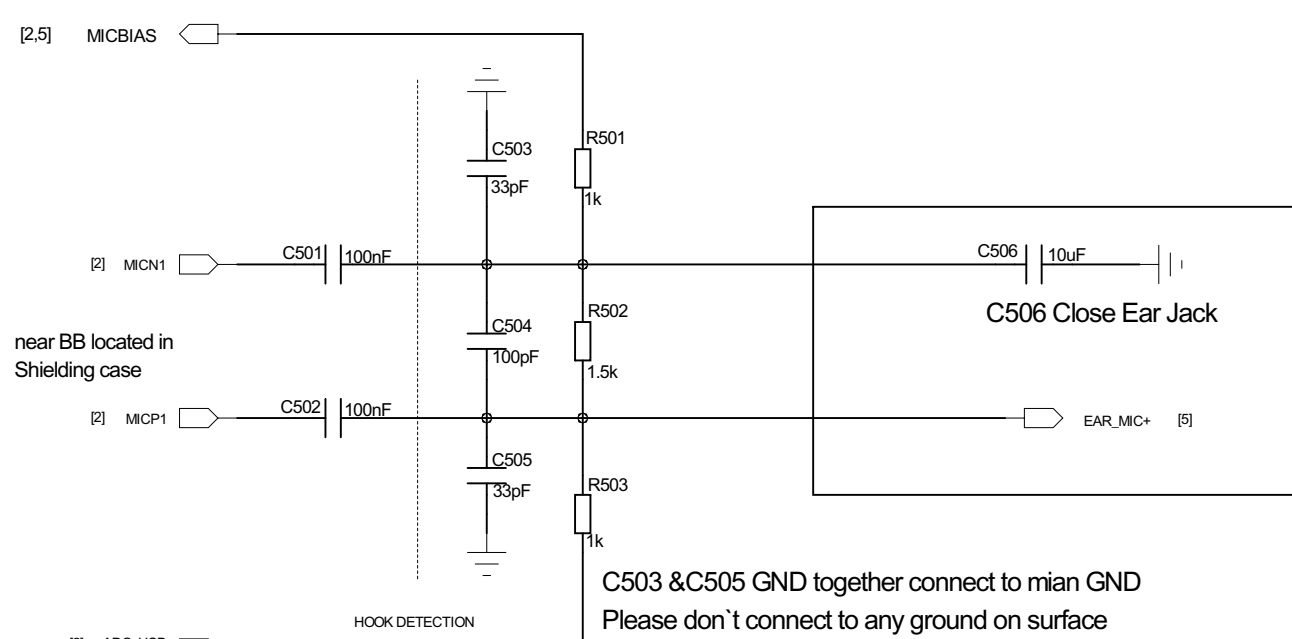 [2,5] MICBIAS
C503
33pF
R501
1k
[2] MICN1
C501
100nF
C506
10uF
C506 Close Ear Jack
near BB located in
Shielding case
C504
100pF
R502
1.5k
[2] MICP1
C502
100nF
EAR_MIC+ [5]
C505
33pF
R503
1k
C503 &C505 GND together connect to mian GND
Please don`t connect to any ground on surface
HOOK DETECTION